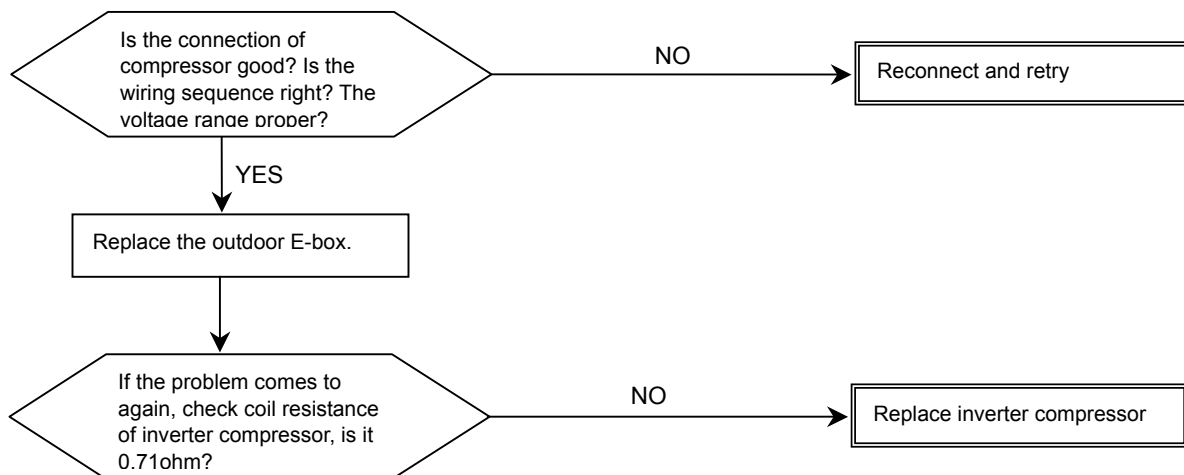 Is the connection of
compressor good? Is the
wiring sequence right? The
voltage range proper?
NO
Reconnect and retry
YES
Replace the outdoor E-box.
If the problem comes to
again, check coil resistance
of inverter compressor, is it
0.71ohm?
NO
Replace inverter compressor